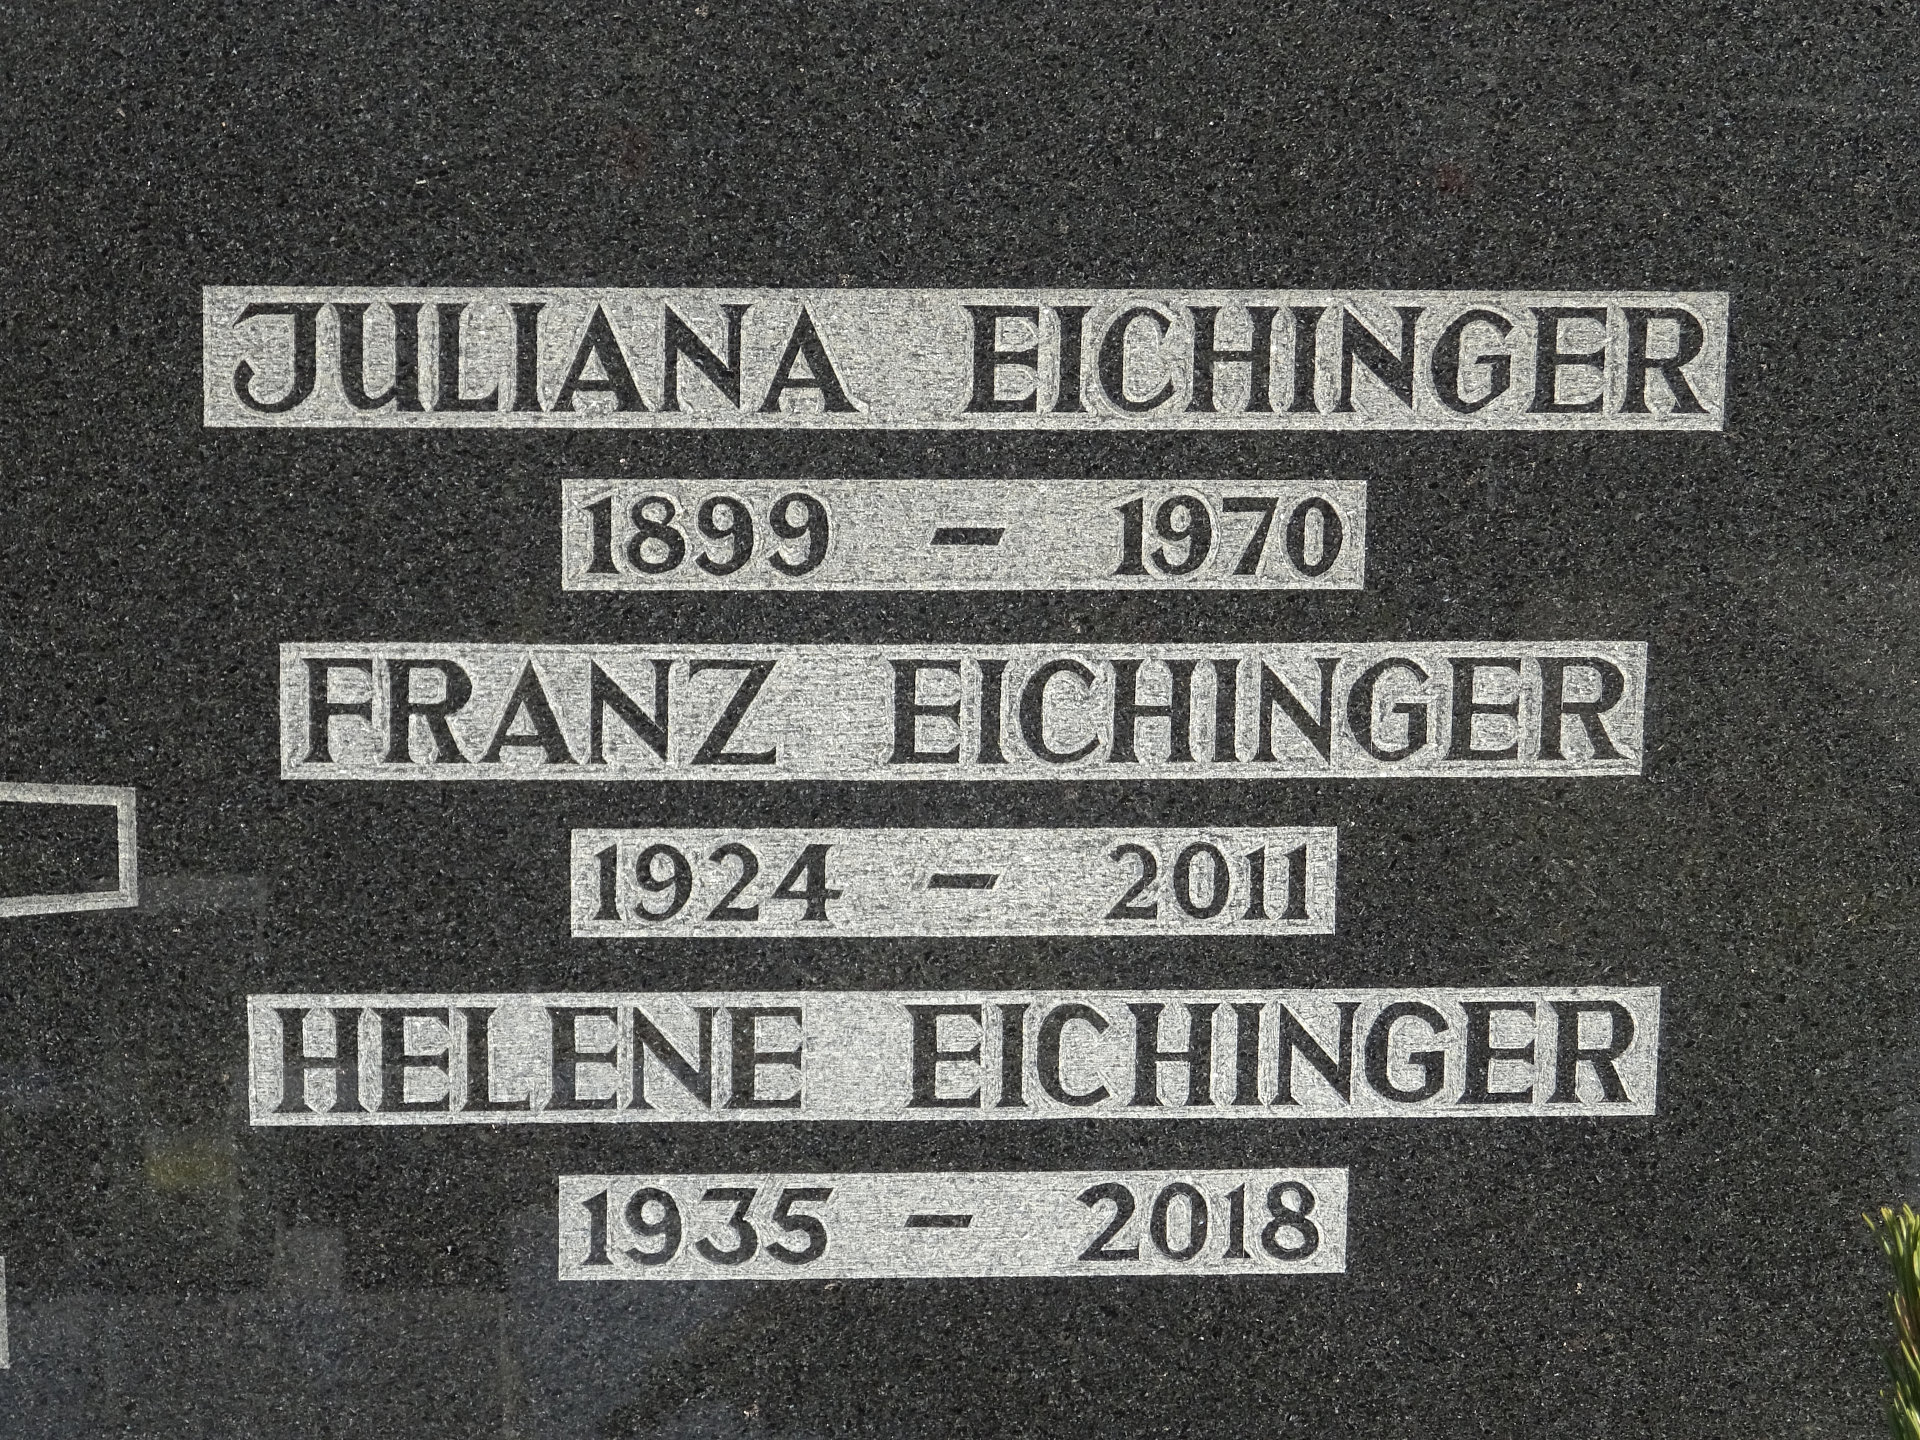 JULIANA EICHINGER
1899 – 1970
FRANZ EICHINGER
1924 – 2011
HELENE EICHINGER
1935 – 2018